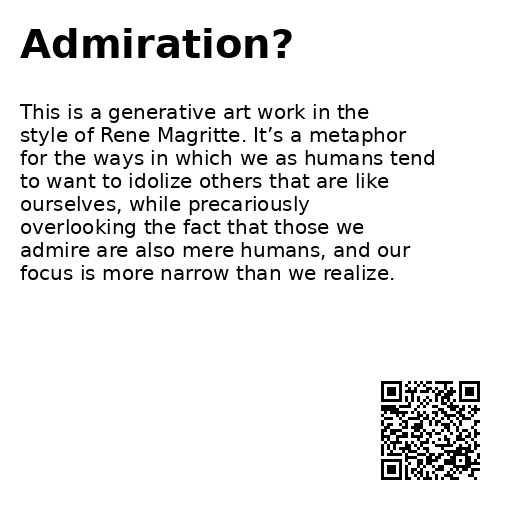 Admiration?
This is a generative art work in the
style of Rene Magritte. It’s a metaphor
for the ways in which we as humans tend
to want to idolize others that are like
ourselves, while precariously
overlooking the fact that those we
admire are also mere humans, and our
focus is more narrow than we realize.